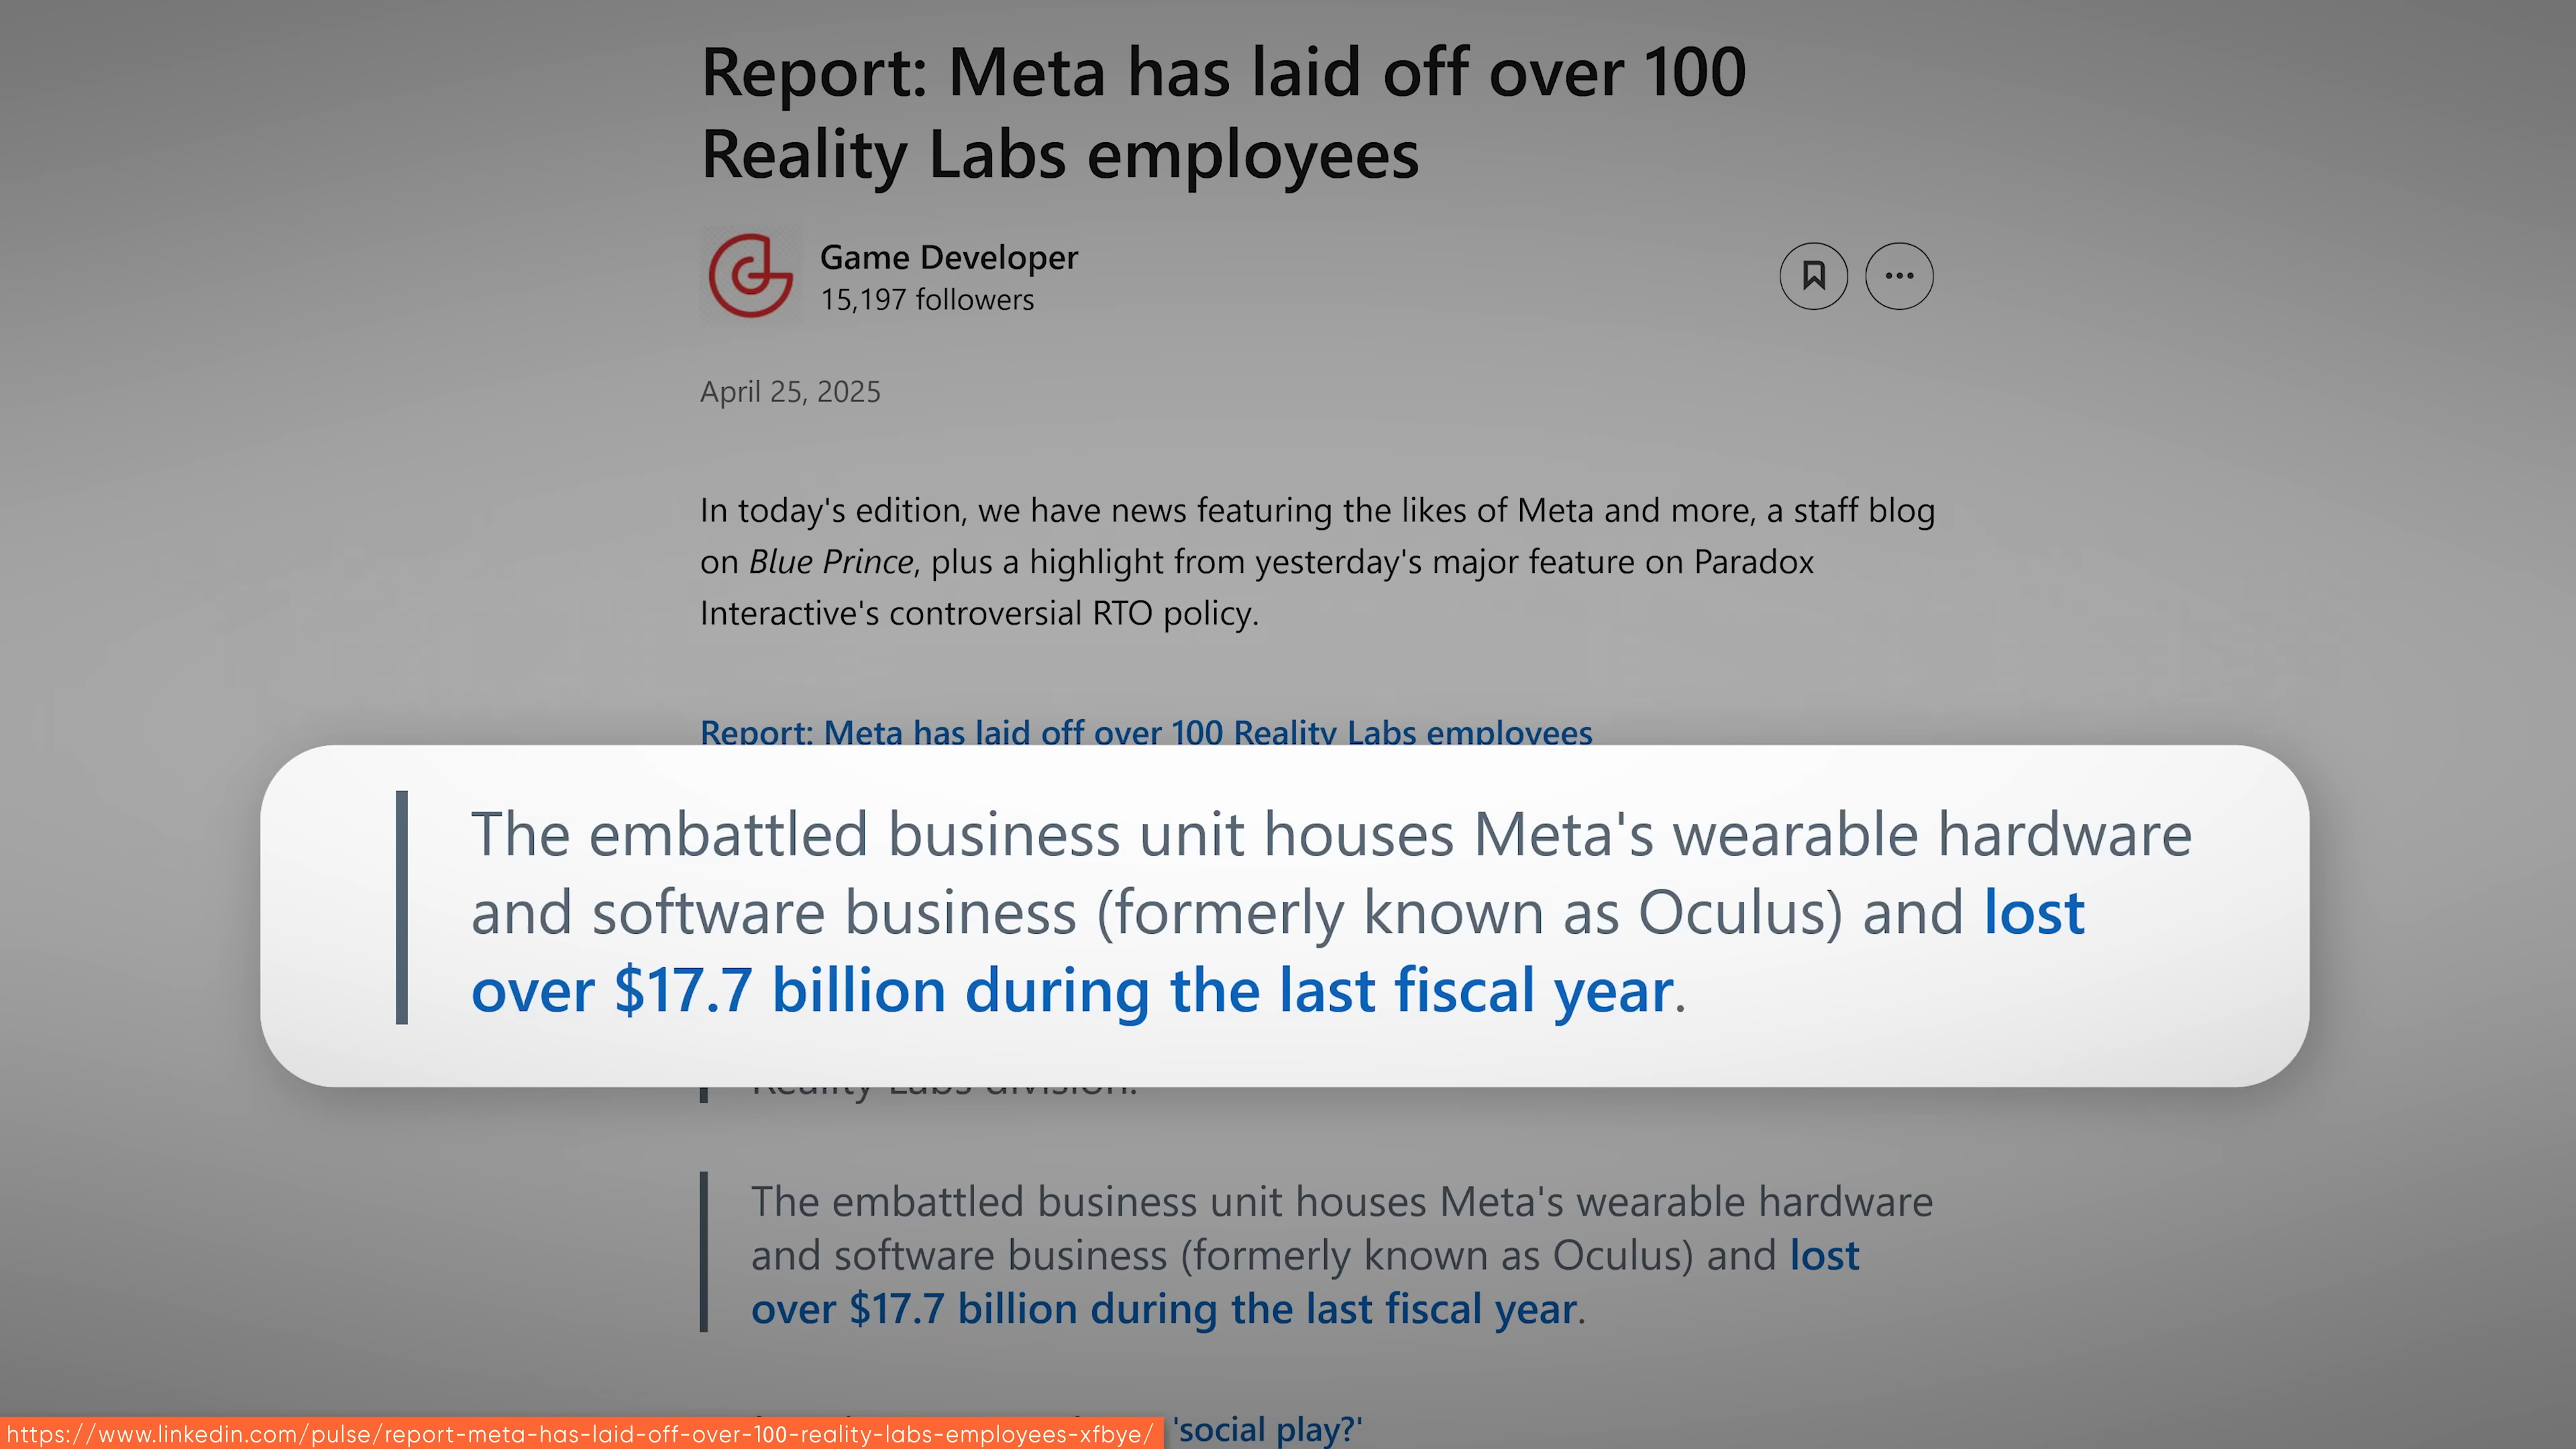 Report: Meta has laid off over 100
Reality Labs employees
Game Developer
15,197 followers
April 25, 2025
In today's edition, we have news featuring the likes of Meta and more, a staff blog
on Blue Prince, plus a highlight from yesterday's major feature on Paradox
Interactive's controversial RTO policy.
Report: Meta has laid off over 100 Reality Labs employees
The embattled business unit houses Meta's wearable hardware
and software business (formerly known as Oculus) and lost
over $17.7 billion during the last fiscal year.
Reality Labs division.
The embattled business unit houses Meta's wearable hardware
and software business (formerly known as Oculus) and lost
over $17.7 billion during the last fiscal year.
'social play?'
https://www.linkedin.com/pulse/report-meta-has-laid-off-over-100-reality-labs-employees-xfbye/